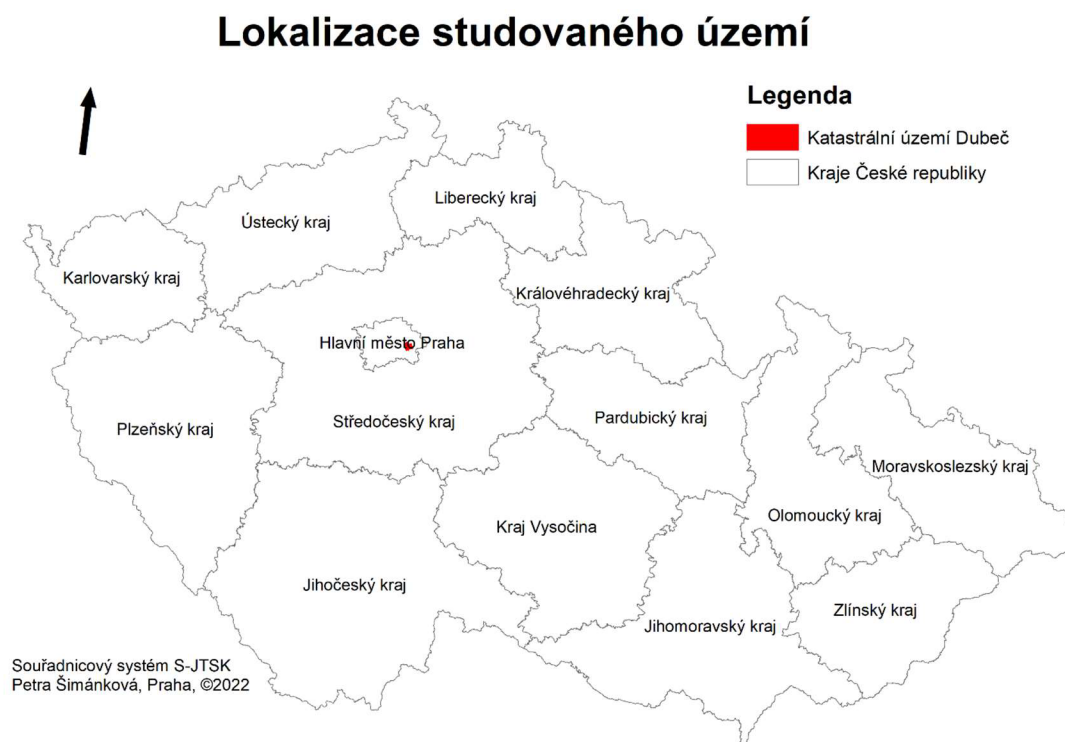 Lokalizace studovaného území
Legenda
Katastrální území Dubeč
Kraje České republiky
Liberecký kraj
Ústecký kraj
Karlovarský kraj
Královéhradecký kraj
Hlavní město Praha
Plzeňský kraj
Středočeský kraj
Pardubický kraj
Moravskoslezský kraj
Olomoucký kraj
Kraj Vysočina
Jihočeský kraj
Zlínský kraj
Jihomoravský kraj
Souřadnicový systém S-JTSK
Petra Šimánková, Praha, ©2022